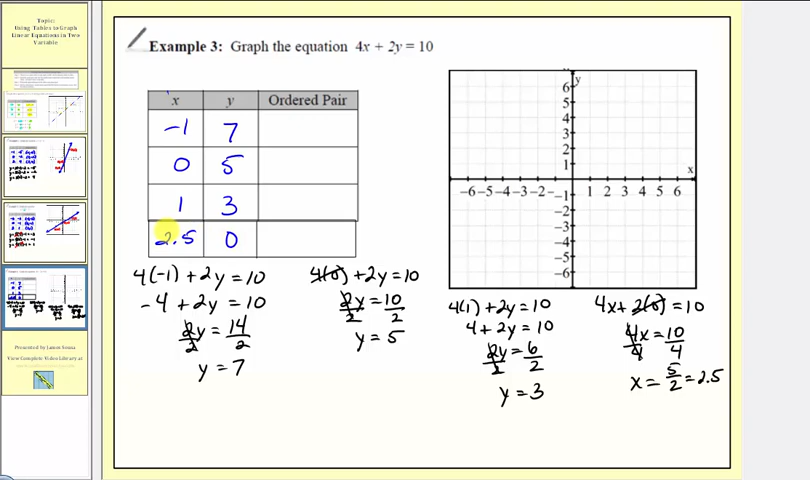 Topic:
Using Tables to Graph
Linear Equations in Two
Variable
Example 3: Graph the equation 4x + 2y = 10
x y Ordered Pair
-1 7
0 5
1 3
2.5 0
y
6
5
4
3
2
1
x
-6 -5 -4 -3 -2 -1 1 2 3 4 5 6
-2
-3
-4
-5
-6
4(-1) + 2y = 10
-4 + 2y = 10
2y/2 = 14/2
y = 7
4(0) + 2y = 10
2y/2 = 10/2
y = 5
4(1) + 2y = 10
4 + 2y = 10
2y/2 = 6/2
y = 3
4x + 2(0) = 10
4x/4 = 10/4
x = 5/2 = 2.5
Presented by James Sousa
View Complete Video Library at